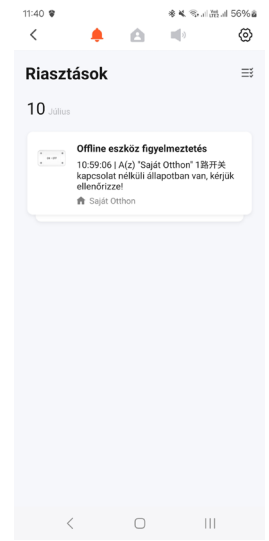 11:40
56%
Riasztások
10 Július
Offline eszköz figyelmeztetés
10:59:06 | A(z) "Saját Otthon" 1路开关
kapcsolat nélküli állapotban van, kérjük
ellenőrizze!
Saját Otthon